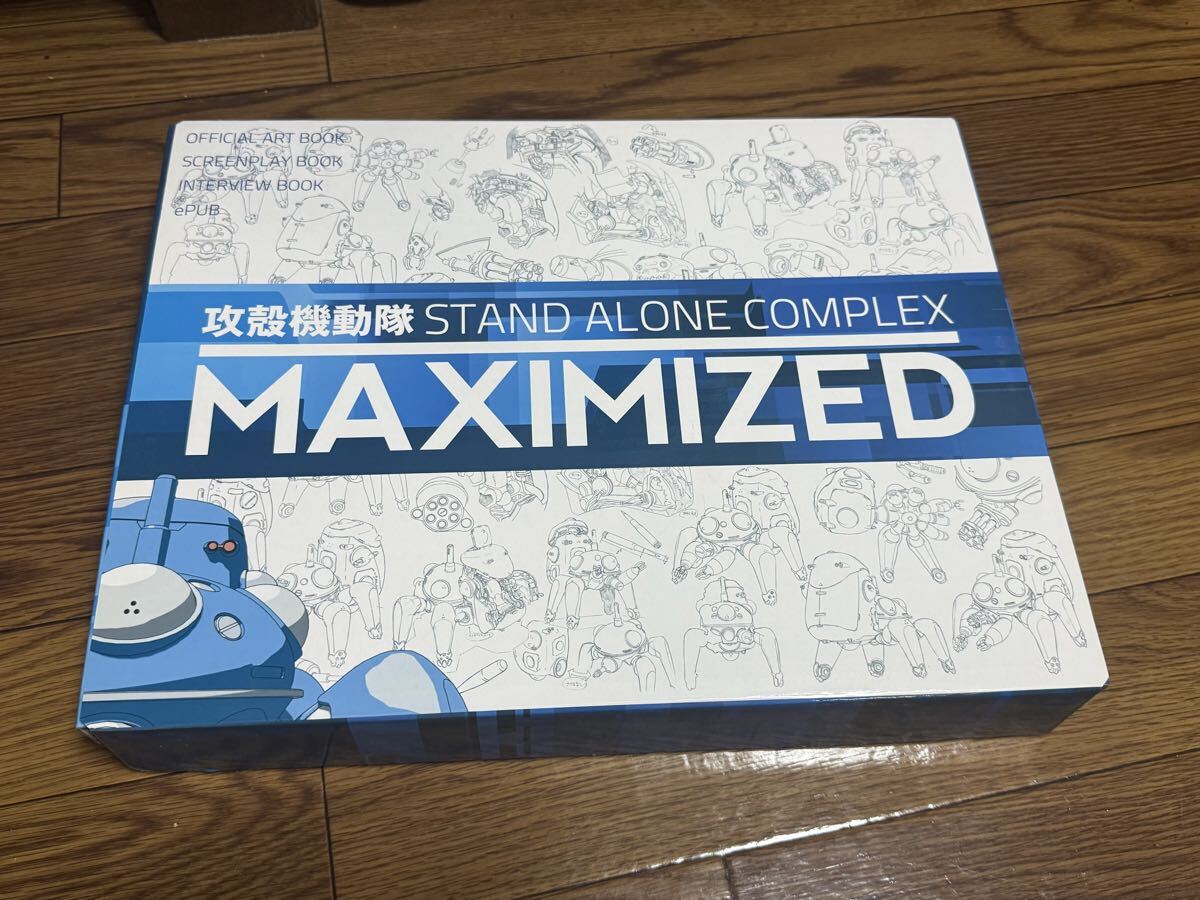 OFFICIAL ART BOOK
SCREENPLAY BOOK
INTERVIEW BOOK
ePUB
攻殻機動隊 STAND ALONE COMPLEX
MAXIMIZED